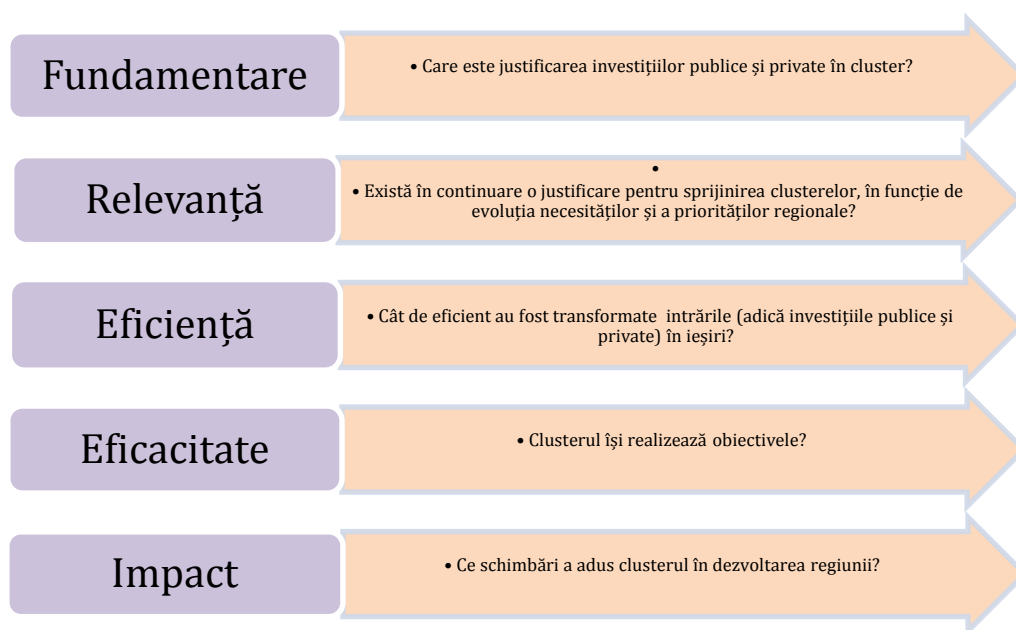 Fundamentare
• Care este justificarea investițiilor publice și private în cluster?
Relevanță
•
• Există în continuare o justificare pentru sprijinirea clusterelor, în funcție de
evoluția necesităților și a priorităților regionale?
Eficiență
• Cât de eficient au fost transformate  intrările (adică investițiile publice și
private) în ieșiri?
Eficacitate
• Clusterul își realizează obiectivele?
Impact
• Ce schimbări a adus clusterul în dezvoltarea regiunii?